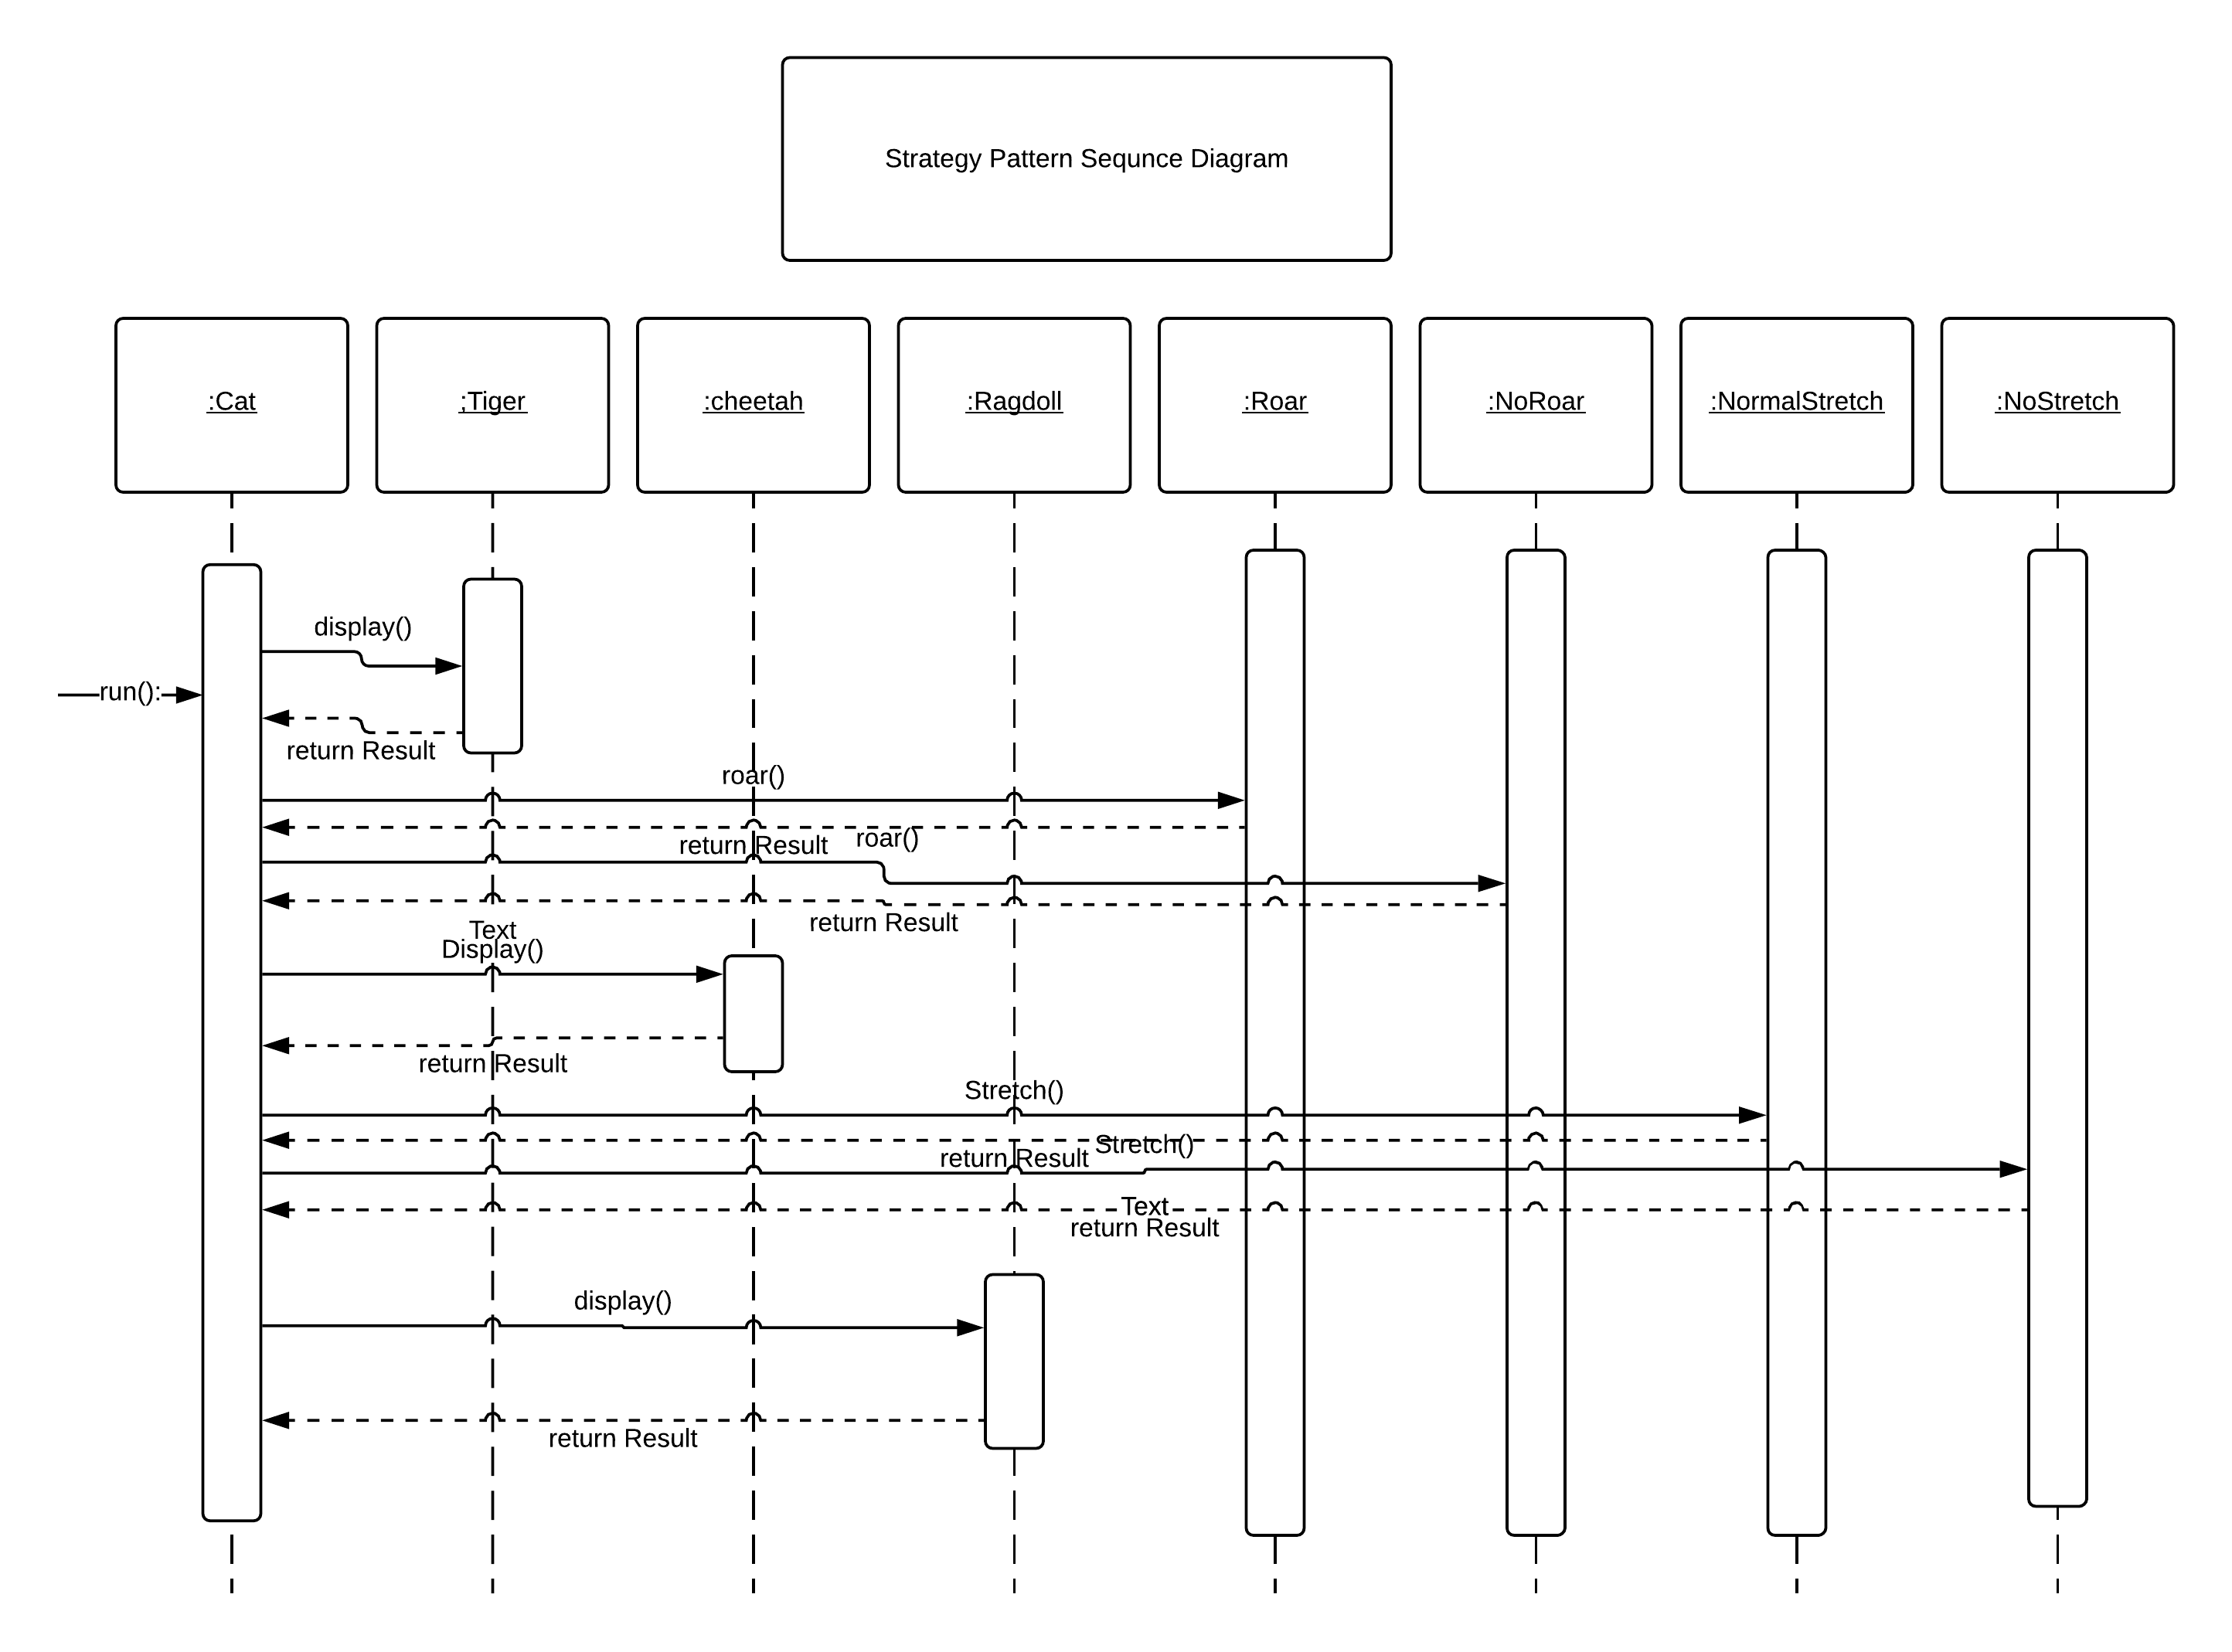 Strategy Pattern Sequnce Diagram
:Cat
;Tiger
:cheetah
:Ragdoll
:Roar
:NoRoar
:NormalStretch
:NoStretch
display()
run():
return Result
roar()
roar()
return Result
return Result
Text
Display()
return Result
Stretch()
Stretch()
return Result
Text
return Result
display()
return Result